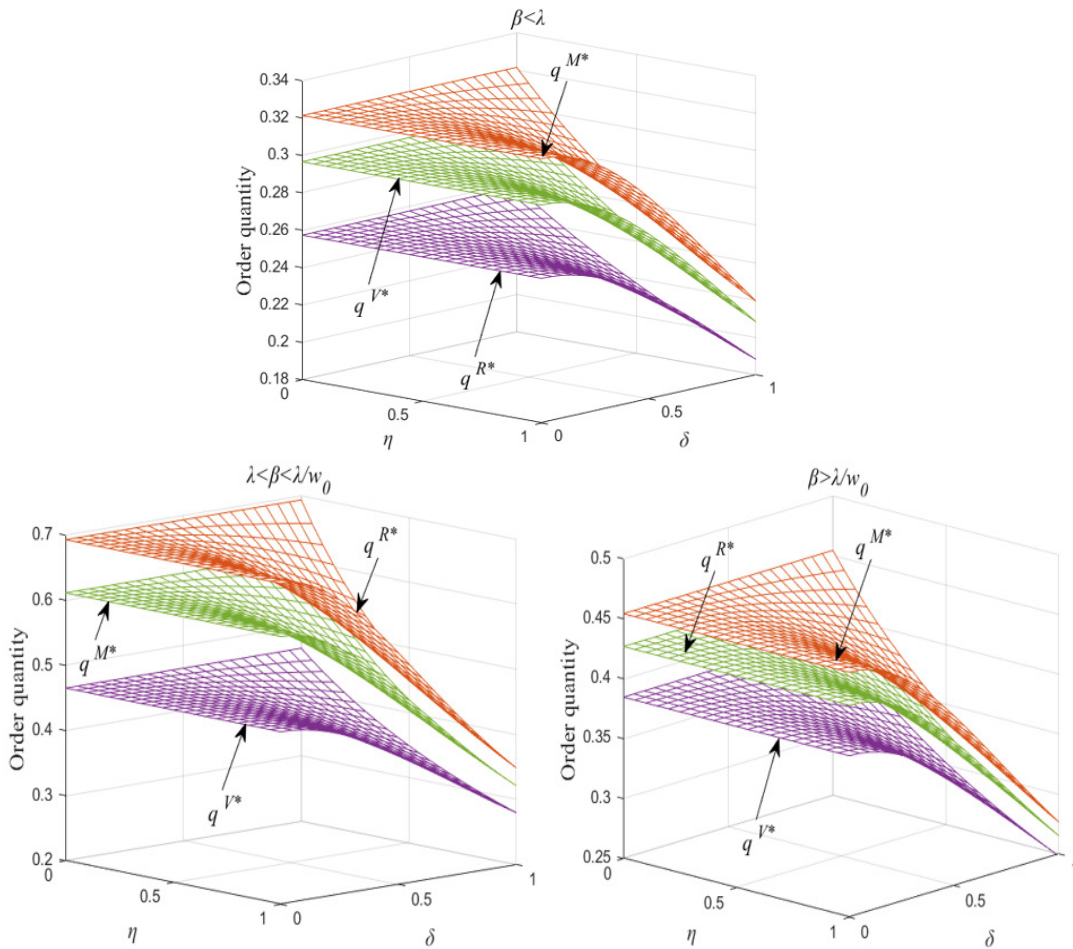 β<λ
q M*
0.34
0.32
0.3
0.28
0.26
0.24
0.22
0.2
0.18
Order quantity
q V*
q R*
0
0.5
1
η
0
0.5
1
δ
λ<β<λ/w0
q R*
0.7
0.6
0.5
0.4
0.3
0.2
Order quantity
q M*
q V*
0
0.5
1
η
0
0.5
1
δ
β>λ/w0
q R*
q M*
0.5
0.45
0.4
0.35
0.3
0.25
Order quantity
q V*
0
0.5
1
η
0
0.5
1
δ